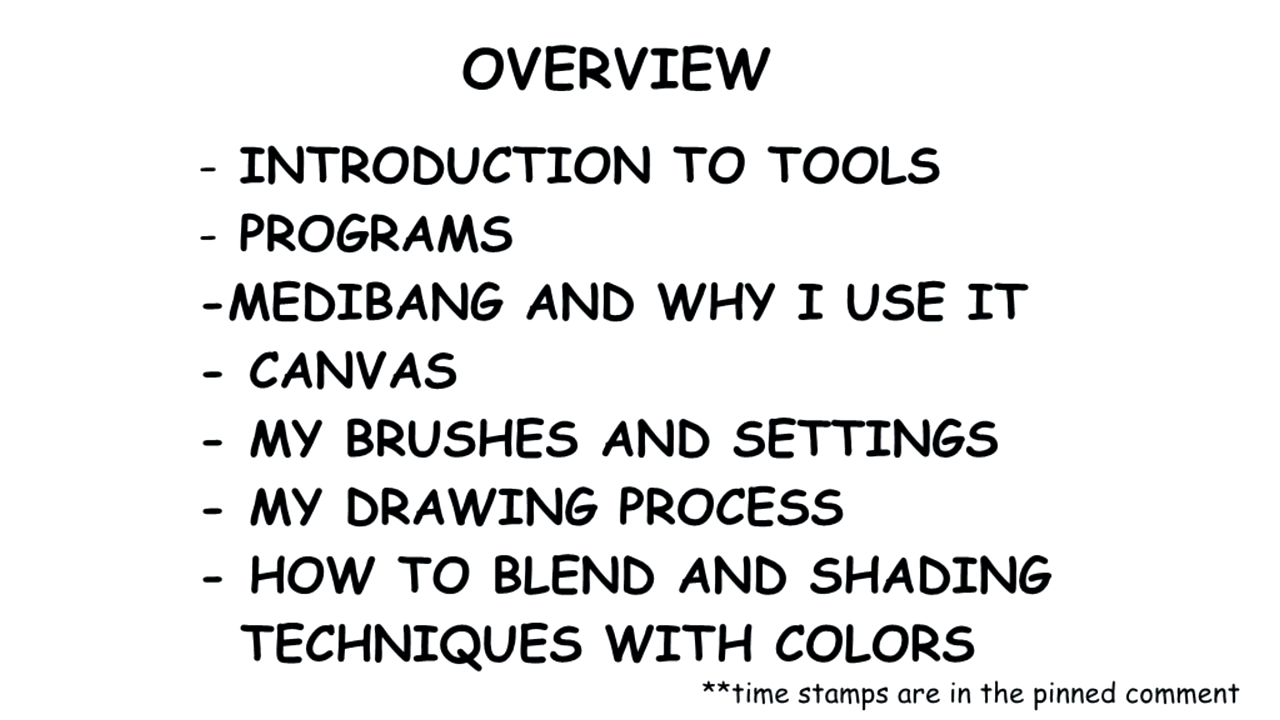 OVERVIEW
- INTRODUCTION TO TOOLS
- PROGRAMS
-MEDIBANG AND WHY I USE IT
- CANVAS
- MY BRUSHES AND SETTINGS
- MY DRAWING PROCESS
- HOW TO BLEND AND SHADING
TECHNIQUES WITH COLORS
**time stamps are in the pinned comment